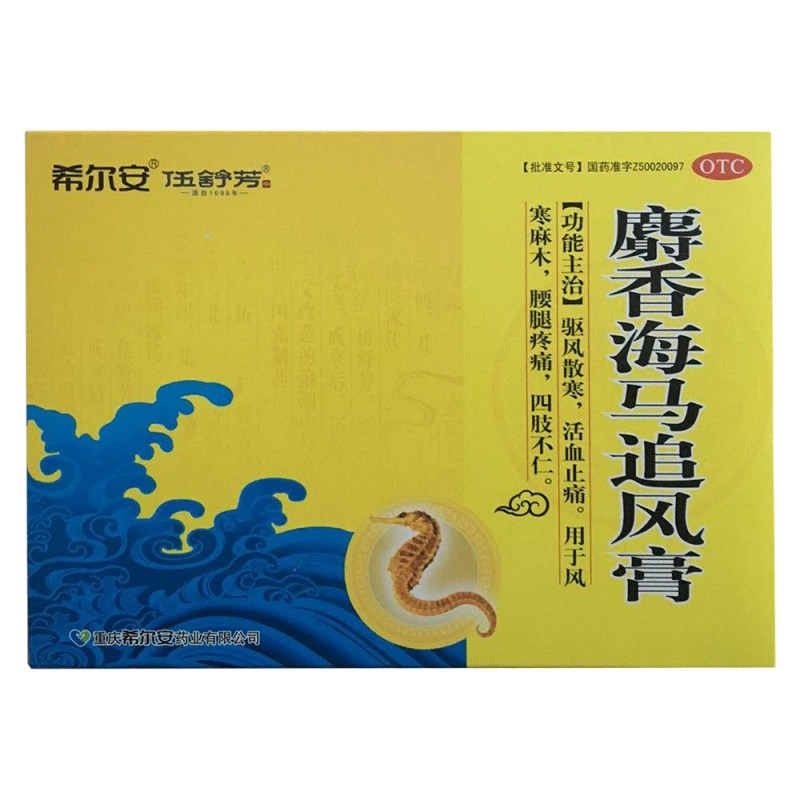 希尔安® 伍舒芳®
源自1698年
【批准文号】国药准字Z50020097
OTC
麝香海马追风膏
【功能主治】驱风散寒，活血止痛。用于风
寒麻木，腰腿疼痛，四肢不仁。
重庆希尔安药业有限公司